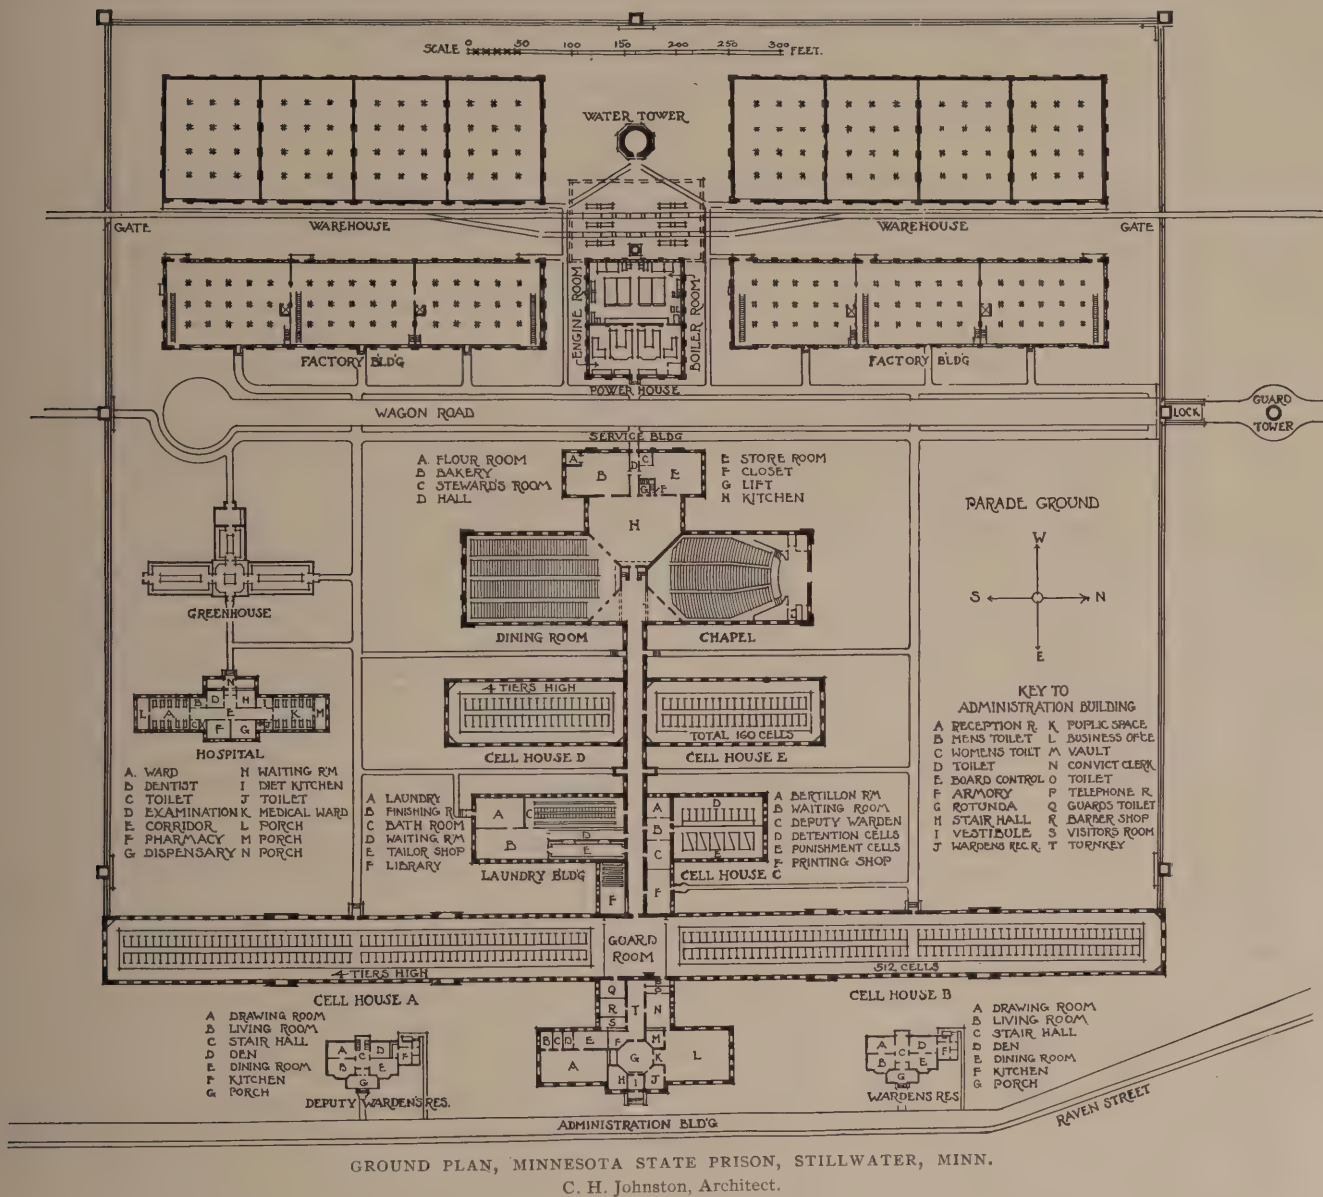 SCALE 0 50 100 150 200 250 300 FEET.
WATER TOWER
GATE
WAREHOUSE
WAREHOUSE
GATE
ENGINE ROOM
BOILER ROOM
FACTORY BLD'G
FACTORY BLD'G
POWER HOUSE
WAGON ROAD
LOCK
GUARD
TOWER
SERVICE BLDG
A. FLOUR ROOM
B BAKERY
C STEWARD'S ROOM
D HALL
E STORE ROOM
F CLOSET
G LIFT
H KITCHEN
A
B
D
C
G
F
E
H
PARADE GROUND
W
S
N
E
GREENHOUSE
DINING ROOM
CHAPEL
4 TIERS HIGH
TOTAL 160 CELLS
CELL HOUSE D
CELL HOUSE E
N
B
D
H
I
L
A
E
K
M
C
F
G
J
HOSPITAL
A. WARD
B DENTIST
C TOILET
D EXAMINATION
E CORRIDOR
F PHARMACY
G DISPENSARY
H WAITING R'M
I DIET KITCHEN
J TOILET
K MEDICAL WARD
L PORCH
M PORCH
N PORCH
KEY TO
ADMINISTRATION BUILDING
A RECEPTION R.
B MENS TOILET
C WOMENS TOIL'T
D TOILET
E BOARD CONTROL
F ARMORY
G ROTUNDA
H STAIR HALL
I VESTIBULE
J WARDENS REC. R.
K PUPLIC SPACE
L BUSINESS OF'CE
M VAULT
N CONVICT CLERK
O TOILET
P TELEPHONE R.
Q GUARDS TOILET
R BARBER SHOP
S VISITORS ROOM
T TURNKEY
A LAUNDRY
B FINISHING R.
C BATH ROOM
D WAITING RM
E TAILOR SHOP
F LIBRARY
A
C
D
B
E
F
LAUNDRY BLDG
A
B
C
F
D
E
CELL HOUSE C
A BERTILLON RM
B WAITING ROOM
C DEPUTY WARDEN
D DETENTION CELLS
E PUNISHMENT CELLS
F PRINTING SHOP
GUARD
ROOM
4 TIERS HIGH
512 CELLS
CELL HOUSE A
CELL HOUSE B
A DRAWING ROOM
B LIVING ROOM
C STAIR HALL
D DEN
E DINING ROOM
F KITCHEN
G PORCH
A
C
D
F
B
E
G
DEPUTY WARDEN'S RES.
Q
R
S
T
N
B
C
D
E
F
M
G
K
L
A
H
I
J
ADMINISTRATION BLD'G
A
D
F
C
B
E
G
WARDENS RES
A DRAWING ROOM
B LIVING ROOM
C STAIR HALL
D DEN
E DINING ROOM
F KITCHEN
G PORCH
RAVEN STREET
GROUND PLAN, MINNESOTA STATE PRISON, STILLWATER, MINN.
C. H. Johnston, Architect.